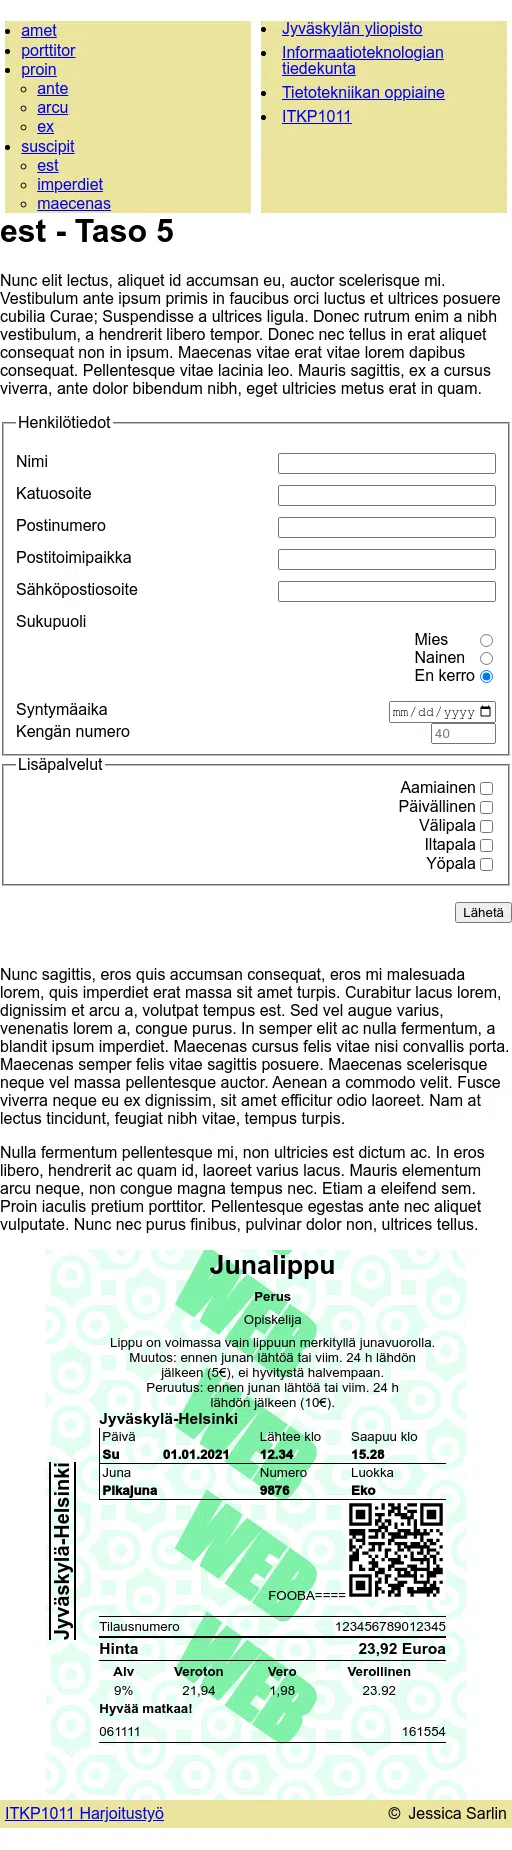 amet
porttitor
proin
ante
arcu
ex
suscipit
est
imperdiet
maecenas
Jyväskylän yliopisto
Informaatioteknologian
tiedekunta
Tietotekniikan oppiaine
ITKP1011
est - Taso 5
Nunc elit lectus, aliquet id accumsan eu, auctor scelerisque mi.
Vestibulum ante ipsum primis in faucibus orci luctus et ultrices posuere
cubilia Curae; Suspendisse a ultrices ligula. Donec rutrum enim a nibh
vestibulum, a hendrerit libero tempor. Donec nec tellus in erat aliquet
consequat non in ipsum. Maecenas vitae erat vitae lorem dapibus
consequat. Pellentesque vitae lacinia leo. Mauris sagittis, ex a cursus
viverra, ante dolor bibendum nibh, eget ultricies metus erat in quam.
Henkilötiedot
Nimi
Katuosoite
Postinumero
Postitoimipaikka
Sähköpostiosoite
Sukupuoli
Mies
Nainen
En kerro
Syntymäaika mm/dd/yyyy
Kengän numero 40
Lisäpalvelut
Aamiainen
Päivällinen
Välipala
Iltapala
Yöpala
Lähetä
Nunc sagittis, eros quis accumsan consequat, eros mi malesuada
lorem, quis imperdiet erat massa sit amet turpis. Curabitur lacus lorem,
dignissim et arcu a, volutpat tempus est. Sed vel augue varius,
venenatis lorem a, congue purus. In semper elit ac nulla fermentum, a
blandit ipsum imperdiet. Maecenas cursus felis vitae nisi convallis porta.
Maecenas semper felis vitae sagittis posuere. Maecenas scelerisque
neque vel massa pellentesque auctor. Aenean a commodo velit. Fusce
viverra neque eu ex dignissim, sit amet efficitur odio laoreet. Nam at
lectus tincidunt, feugiat nibh vitae, tempus turpis.
Nulla fermentum pellentesque mi, non ultricies est dictum ac. In eros
libero, hendrerit ac quam id, laoreet varius lacus. Mauris elementum
arcu neque, non congue magna tempus nec. Etiam a eleifend sem.
Proin iaculis pretium porttitor. Pellentesque egestas ante nec aliquet
vulputate. Nunc nec purus finibus, pulvinar dolor non, ultrices tellus.
Junalippu
Perus
Opiskelija
Lippu on voimassa vain lippuun merkityllä junavuorolla.
Muutos: ennen junan lähtöä tai viim. 24 h lähdön
jälkeen (5€), ei hyvitystä halvempaan.
Peruutus: ennen junan lähtöä tai viim. 24 h
lähdön jälkeen (10€).
Jyväskylä-Helsinki
Päivä Lähtee klo Saapuu klo
Su 01.01.2021 12.34 15.28
Juna Numero Luokka
Pikajuna 9876 Eko
Jyväskylä-Helsinki
FOOBA====
WEB
WEB
WEB
WEB
Tilausnumero 123456789012345
Hinta 23,92 Euroa
Alv Veroton Vero Verollinen
9% 21,94 1,98 23.92
Hyvää matkaa!
061111 161554
ITKP1011 Harjoitustyö © Jessica Sarlin